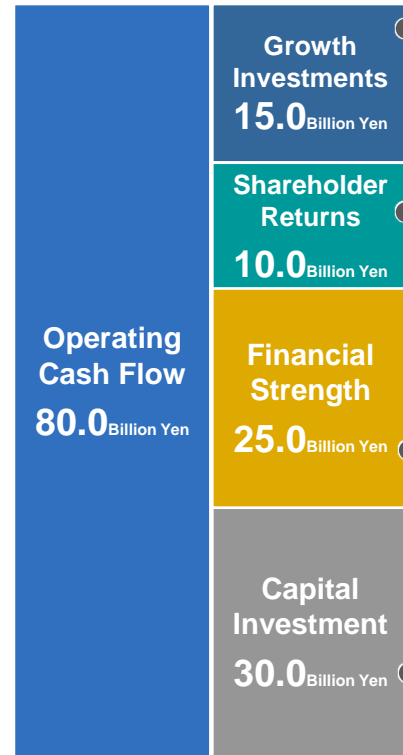 Operating
Cash Flow
80.0Billion Yen
Growth
Investments
15.0Billion Yen
Shareholder
Returns
10.0Billion Yen
Financial
Strength
25.0Billion Yen
Capital
Investment
30.0Billion Yen